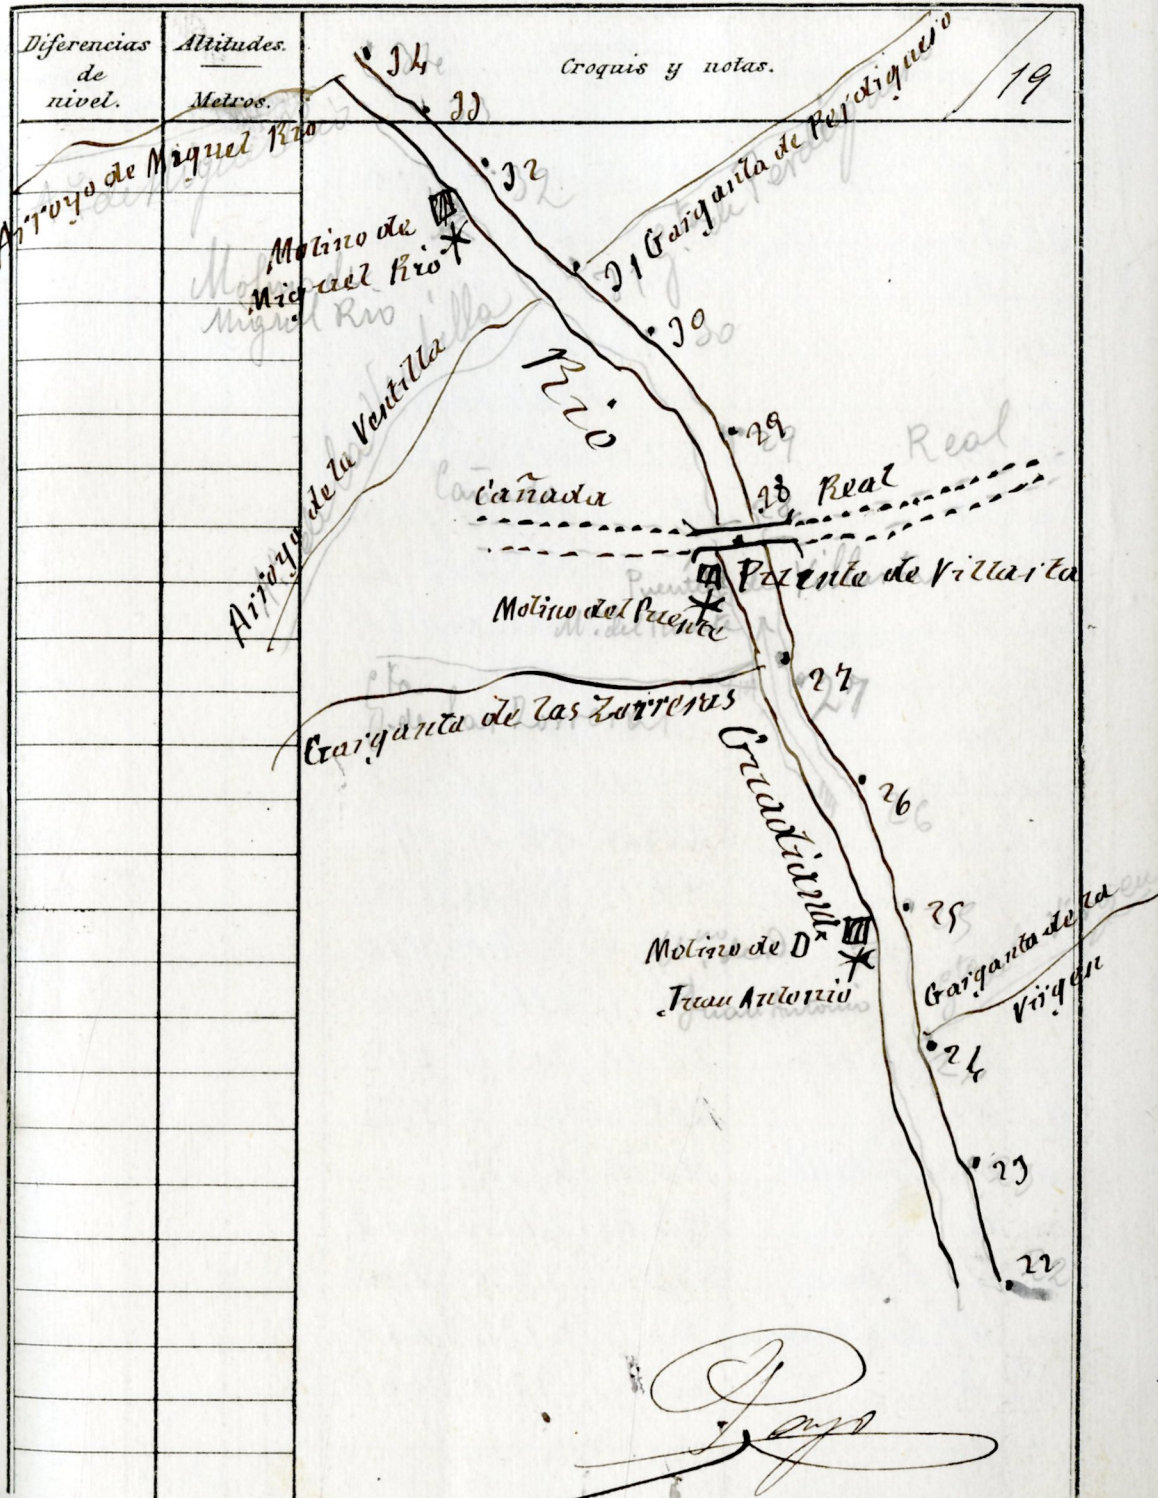 Diferencias
de
nivel.
Altitudes.
Metros.
Croquis y notas.
19
34
33
32
31
30
29
28
27
26
25
24
23
22
Arroyo de Miguel Rio
Garganta de Perdiguero
Molino de
Miguel Rio
Arroyo de la Ventilla
Rio
Cañada
Real
Puente de Villarta
Molino del Puente
Garganta de las Zorreras
Guadiana
Molino de Dn
Juan Antonio
Garganta de la
Virgen